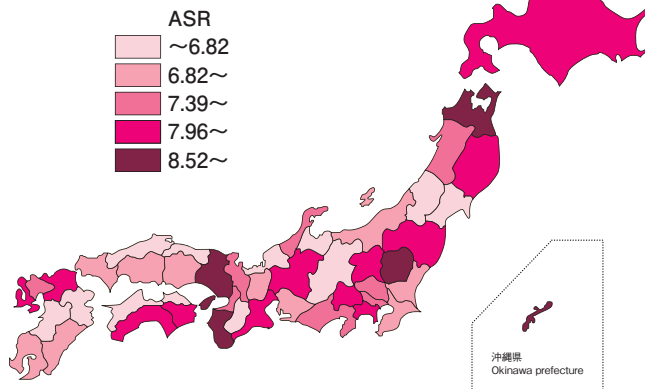 ASR
〜6.82
6.82〜
7.39〜
7.96〜
8.52〜
沖縄県
Okinawa prefecture